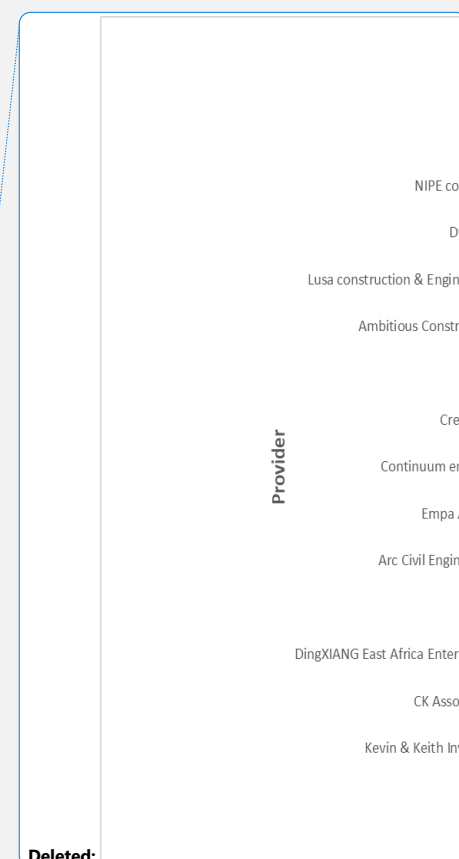 NIPE co
D
Lusa construction & Engin
Ambitious Constr
Cre
Provider
Continuum er
Empa
Arc Civil Engin
DingXIANG East Africa Enter
CK Asso
Kevin & Keith In
Deleted: